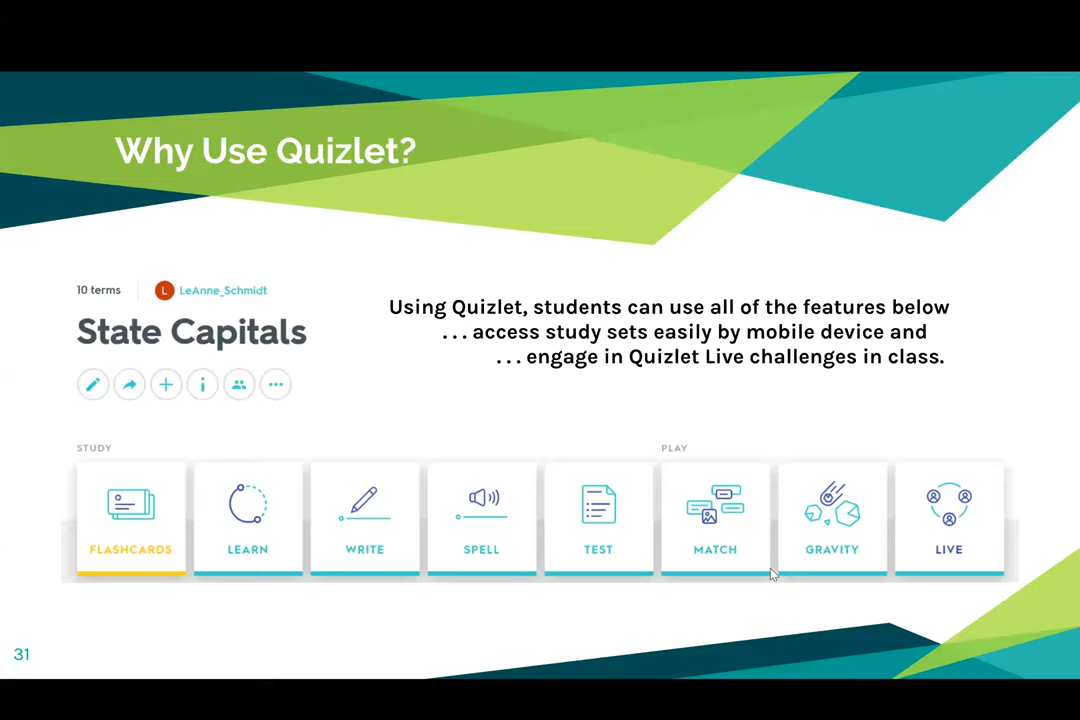 Why Use Quizlet?
10 terms
L
LeAnne_Schmidt
State Capitals
Using Quizlet, students can use all of the features below
. . . access study sets easily by mobile device and
. . . engage in Quizlet Live challenges in class.
STUDY
PLAY
FLASHCARDS
LEARN
WRITE
SPELL
TEST
MATCH
GRAVITY
LIVE
31